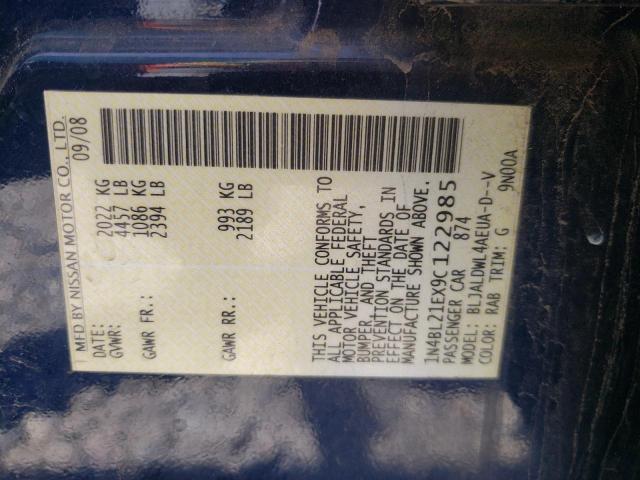 MFD BY NISSAN MOTOR CO., LTD.
DATE: 09/08
GVWR: 2022 KG
4457 LB
GAWR FR.: 1086 KG
2394 LB
GAWR RR.: 993 KG
2189 LB
THIS VEHICLE CONFORMS TO
ALL APPLICABLE FEDERAL
MOTOR VEHICLE SAFETY,
BUMPER, AND THEFT
PREVENTION STANDARDS IN
EFFECT ON THE DATE OF
MANUFACTURE SHOWN ABOVE.
1N4BL21EX9C122985
PASSENGER CAR 874
MODEL: BLJALDWL4AEUA-D--V
COLOR: RAB TRIM: G 9N00A